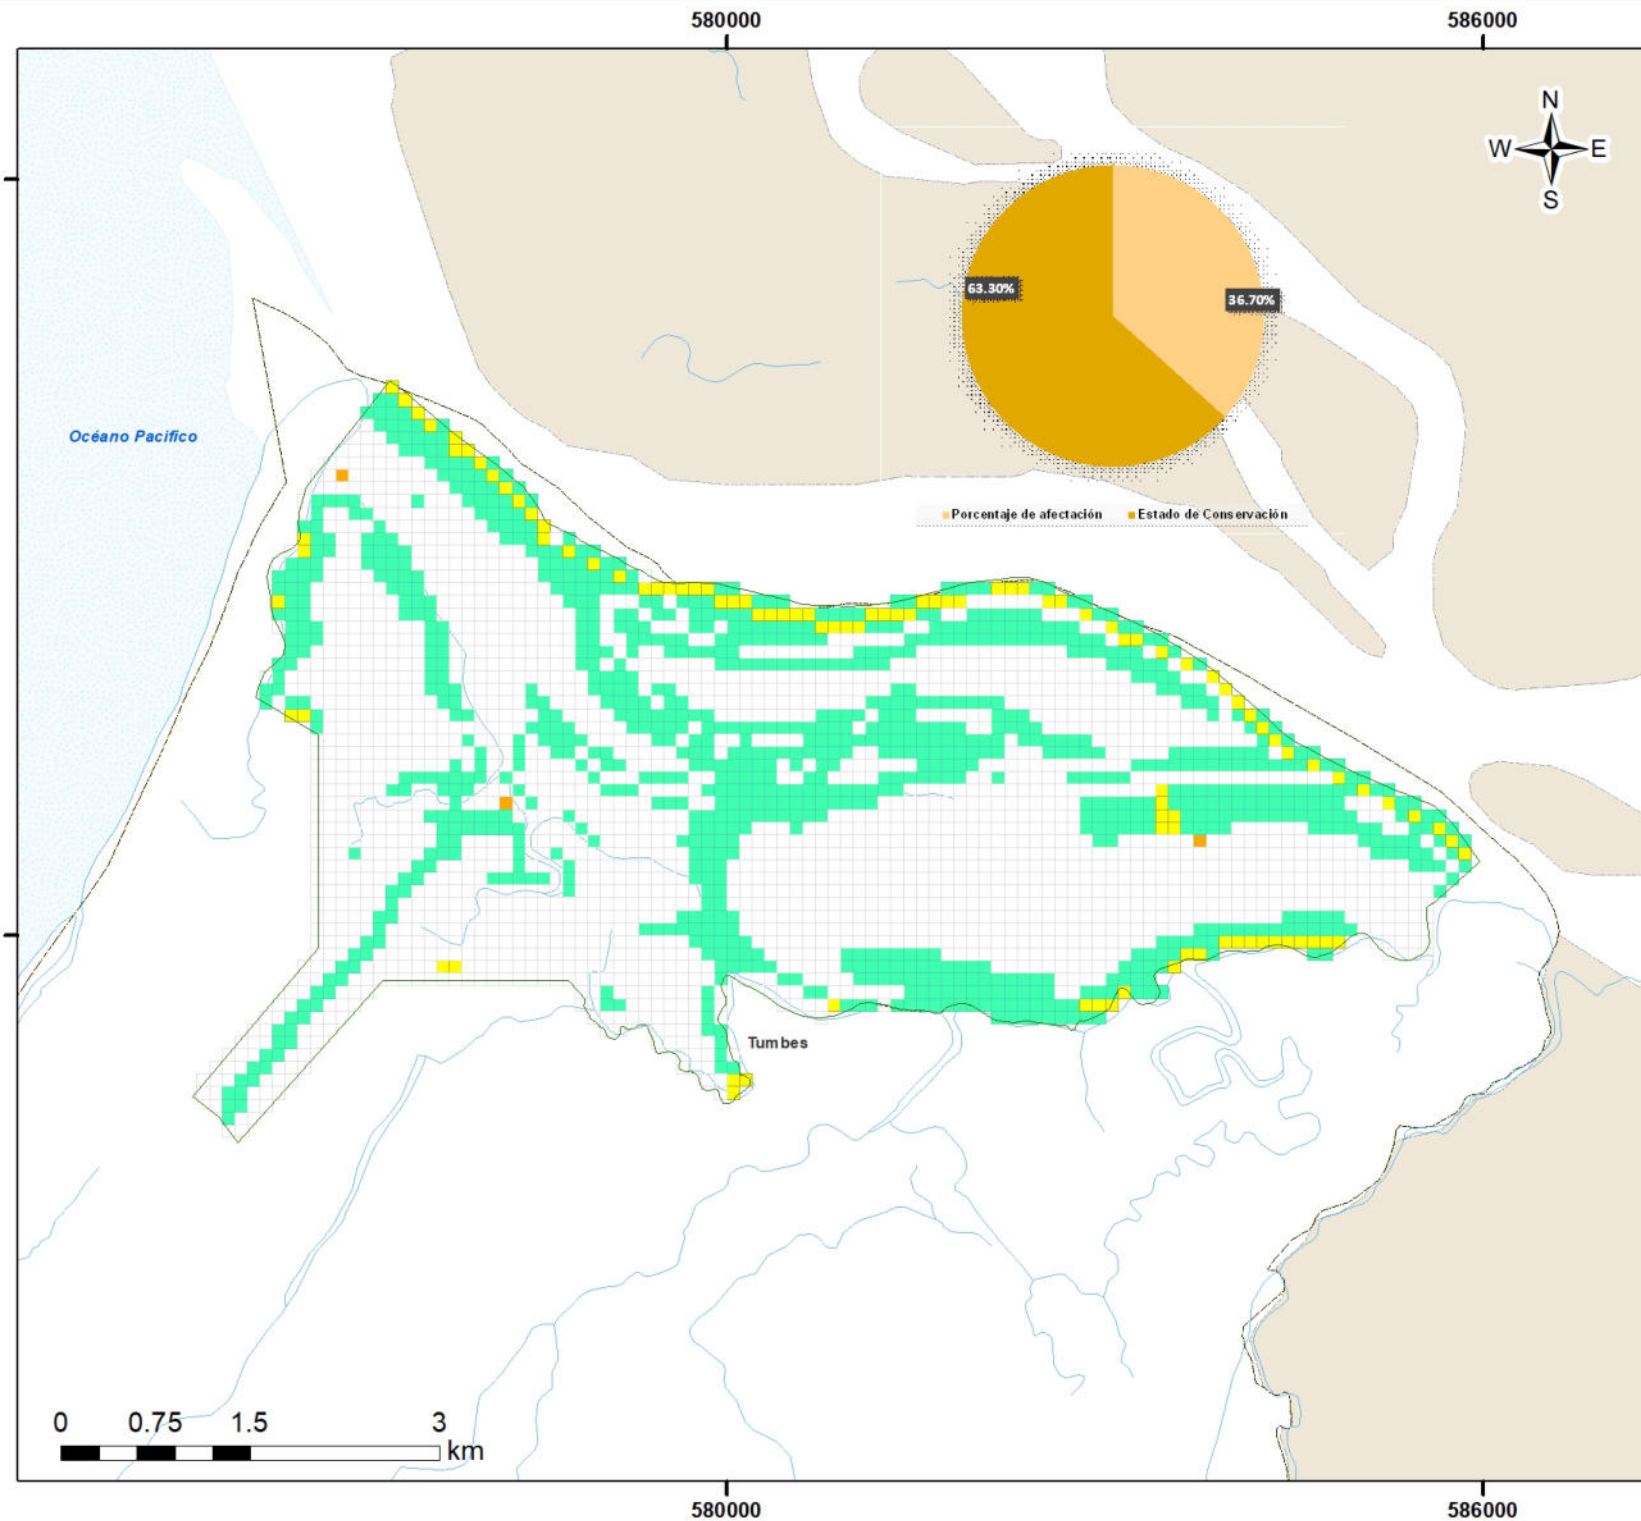 580000
586000
N
W
E
S
63.30%
36.70%
Océano Pacifico
Porcentaje de afectación
Estado de Conservación
Tumbes
0
0.75
1.5
3
km
580000
586000